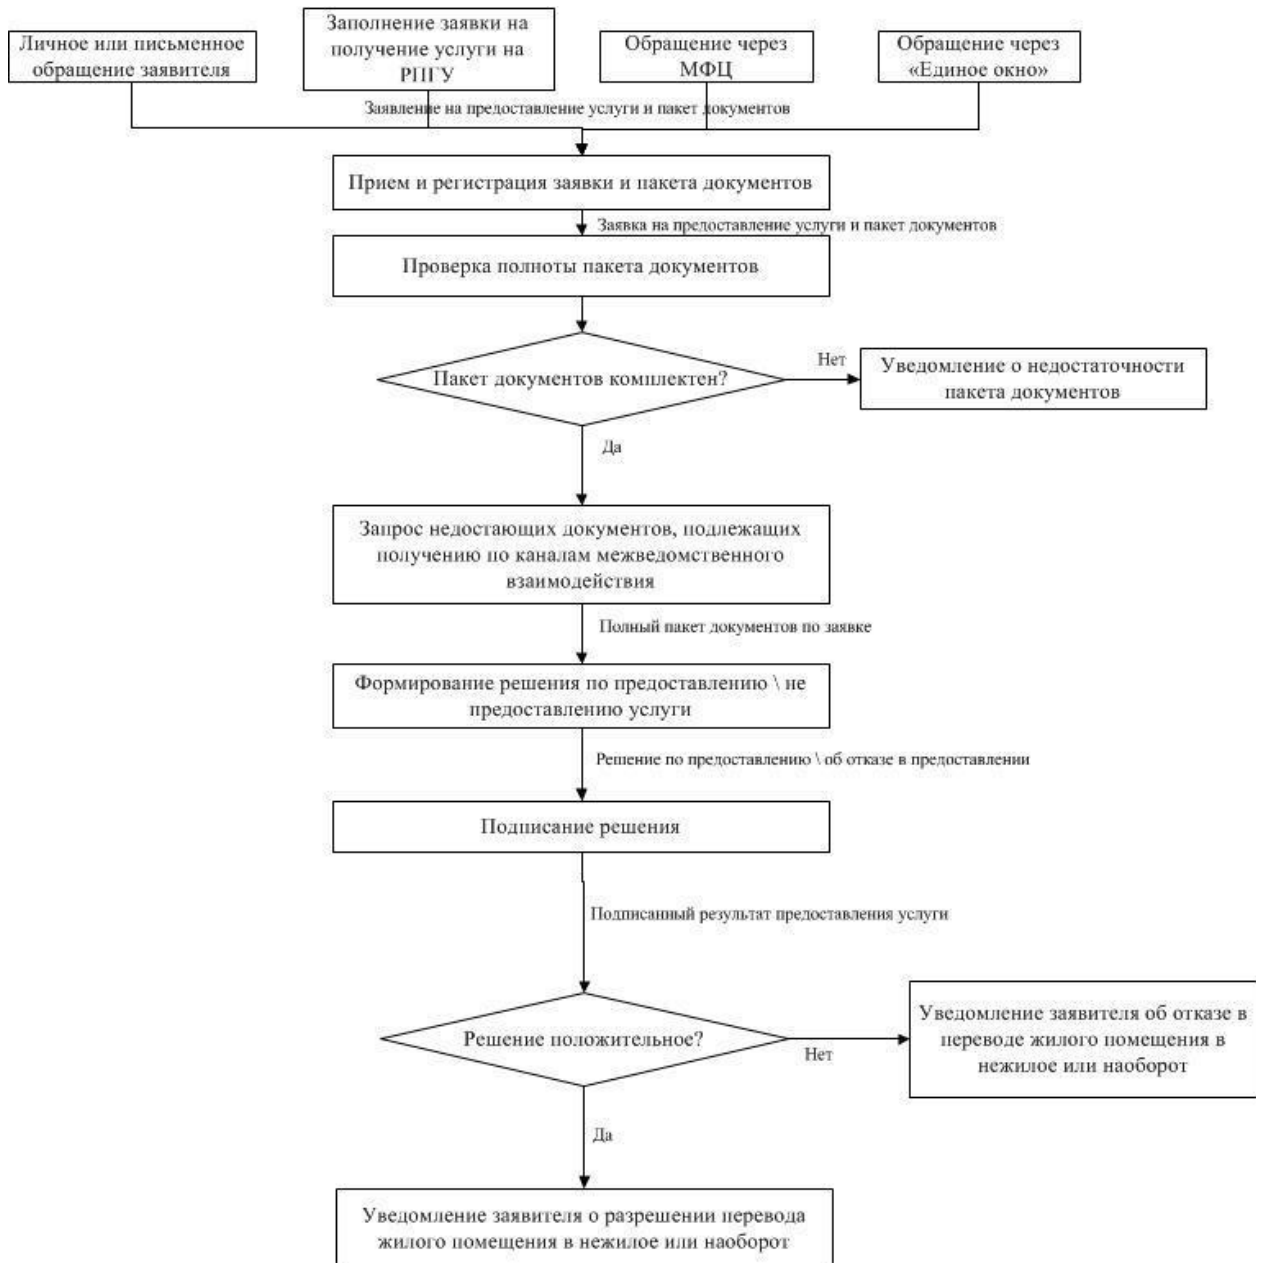 Личное или письменное
обращение заявителя
Заполнение заявки на
получение услуги на
РПГУ
Обращение через
МФЦ
Обращение через
«Единое окно»
Заявление на предоставление услуги и пакет документов
Прием и регистрация заявки и пакета документов
Заявка на предоставление услуги и пакет документов
Проверка полноты пакета документов
Пакет документов комплектен?
Нет
Уведомление о недостаточности
пакета документов
Да
Запрос недостающих документов, подлежащих
получению по каналам межведомственного
взаимодействия
Полный пакет документов по заявке
Формирование решения по предоставлению \ не
предоставлению услуги
Решение по предоставлению \ об отказе в предоставлении
Подписание решения
Подписанный результат предоставления услуги
Решение положительное?
Нет
Уведомление заявителя об отказе в
переводе жилого помещения в
нежилое или наоборот
Да
Уведомление заявителя о разрешении перевода
жилого помещения в нежилое или наоборот